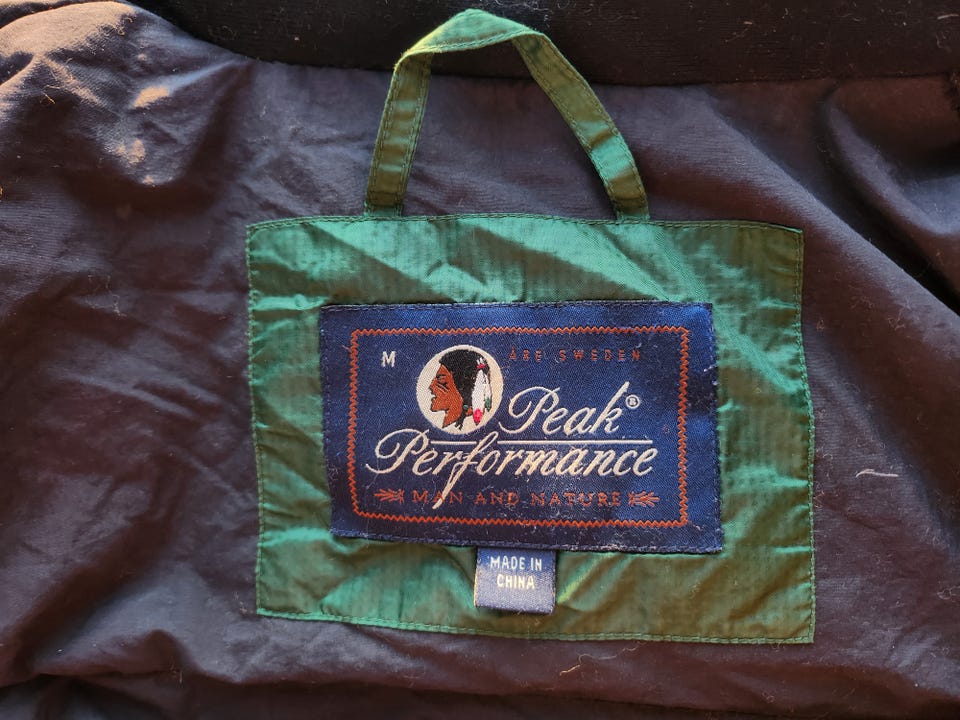 M
ÅRE SWEDEN
Peak®
Performance
MAN AND NATURE
MADE IN
CHINA